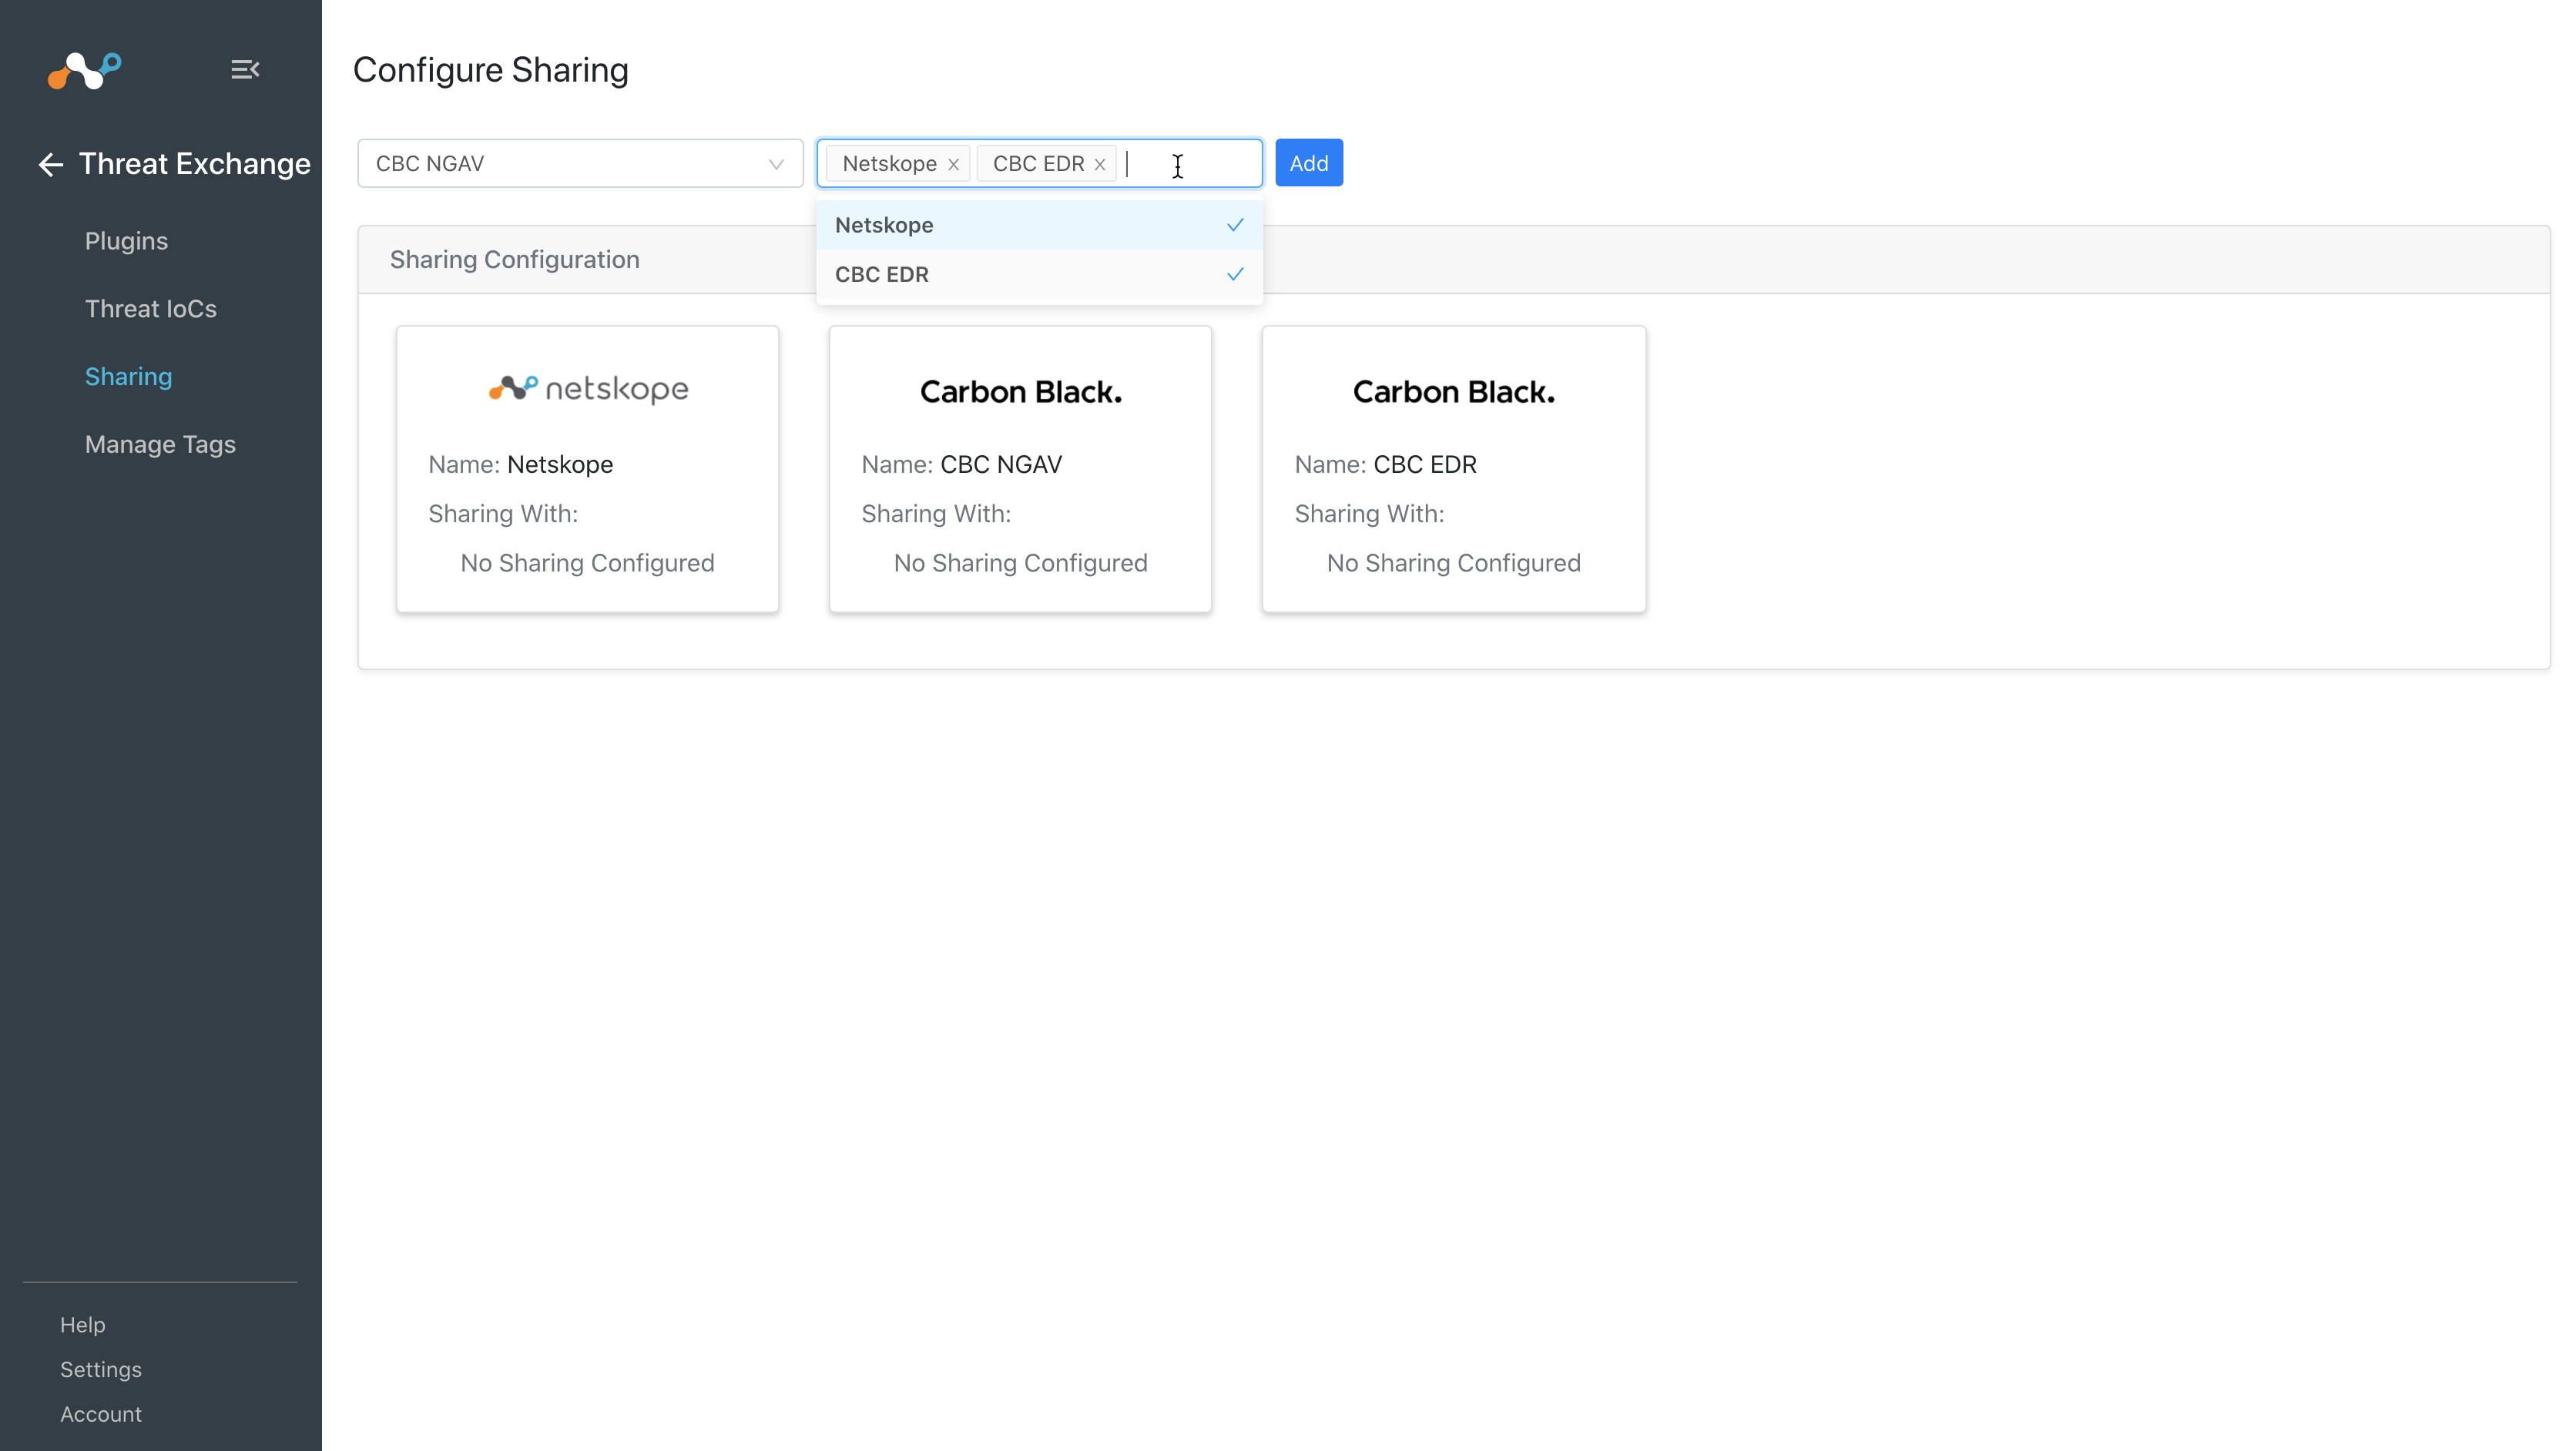 Configure Sharing
Threat Exchange
Plugins
Threat IoCs
Sharing
Manage Tags
Help
Settings
Account
CBC NGAV
Netskope
CBC EDR
Add
Netskope
CBC EDR
Sharing Configuration
netskope
Name: Netskope
Sharing With:
No Sharing Configured
Carbon Black.
Name: CBC NGAV
Sharing With:
No Sharing Configured
Carbon Black.
Name: CBC EDR
Sharing With:
No Sharing Configured